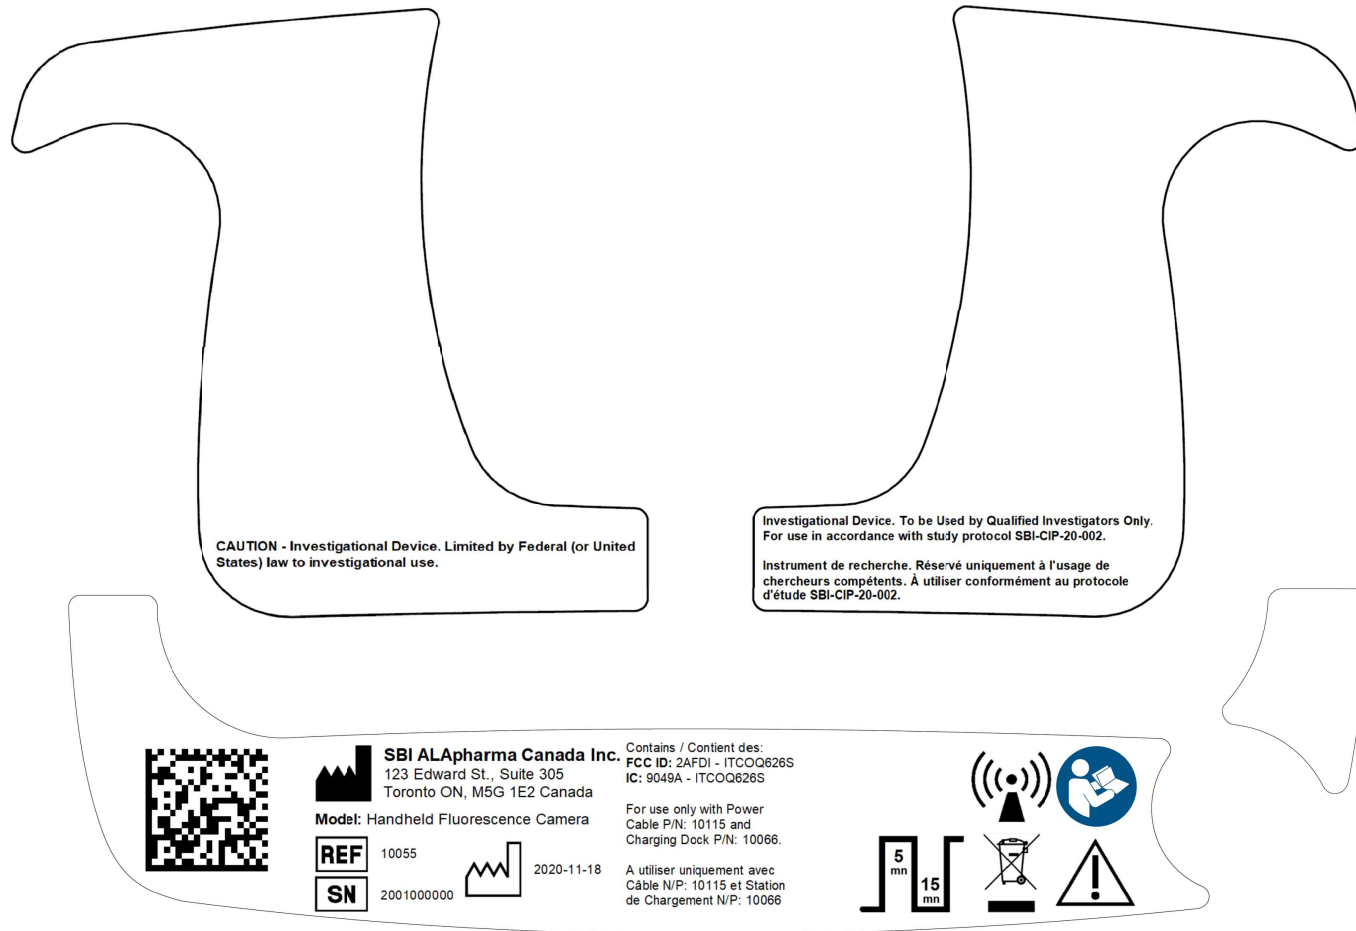 CAUTION - Investigational Device. Limited by Federal (or United
States) law to investigational use.
Investigational Device. To be Used by Qualified Investigators Only.
For use in accordance with study protocol SBI-CIP-20-002.
Instrument de recherche. Réservé uniquement à l'usage de
chercheurs compétents. À utiliser conformément au protocole
d'étude SBI-CIP-20-002.
SBI ALApharma Canada Inc.
123 Edward St., Suite 305
Toronto ON, M5G 1E2 Canada
Model: Handheld Fluorescence Camera
REF 10055
SN 2001000000
2020-11-18
Contains / Contient des:
FCC ID: 2AFDI - ITCOQ626S
IC: 9049A - ITCOQ626S
For use only with Power
Cable P/N: 10115 and
Charging Dock P/N: 10066.
A utiliser uniquement avec
Câble N/P: 10115 et Station
de Chargement N/P: 10066
5
mn
15
mn